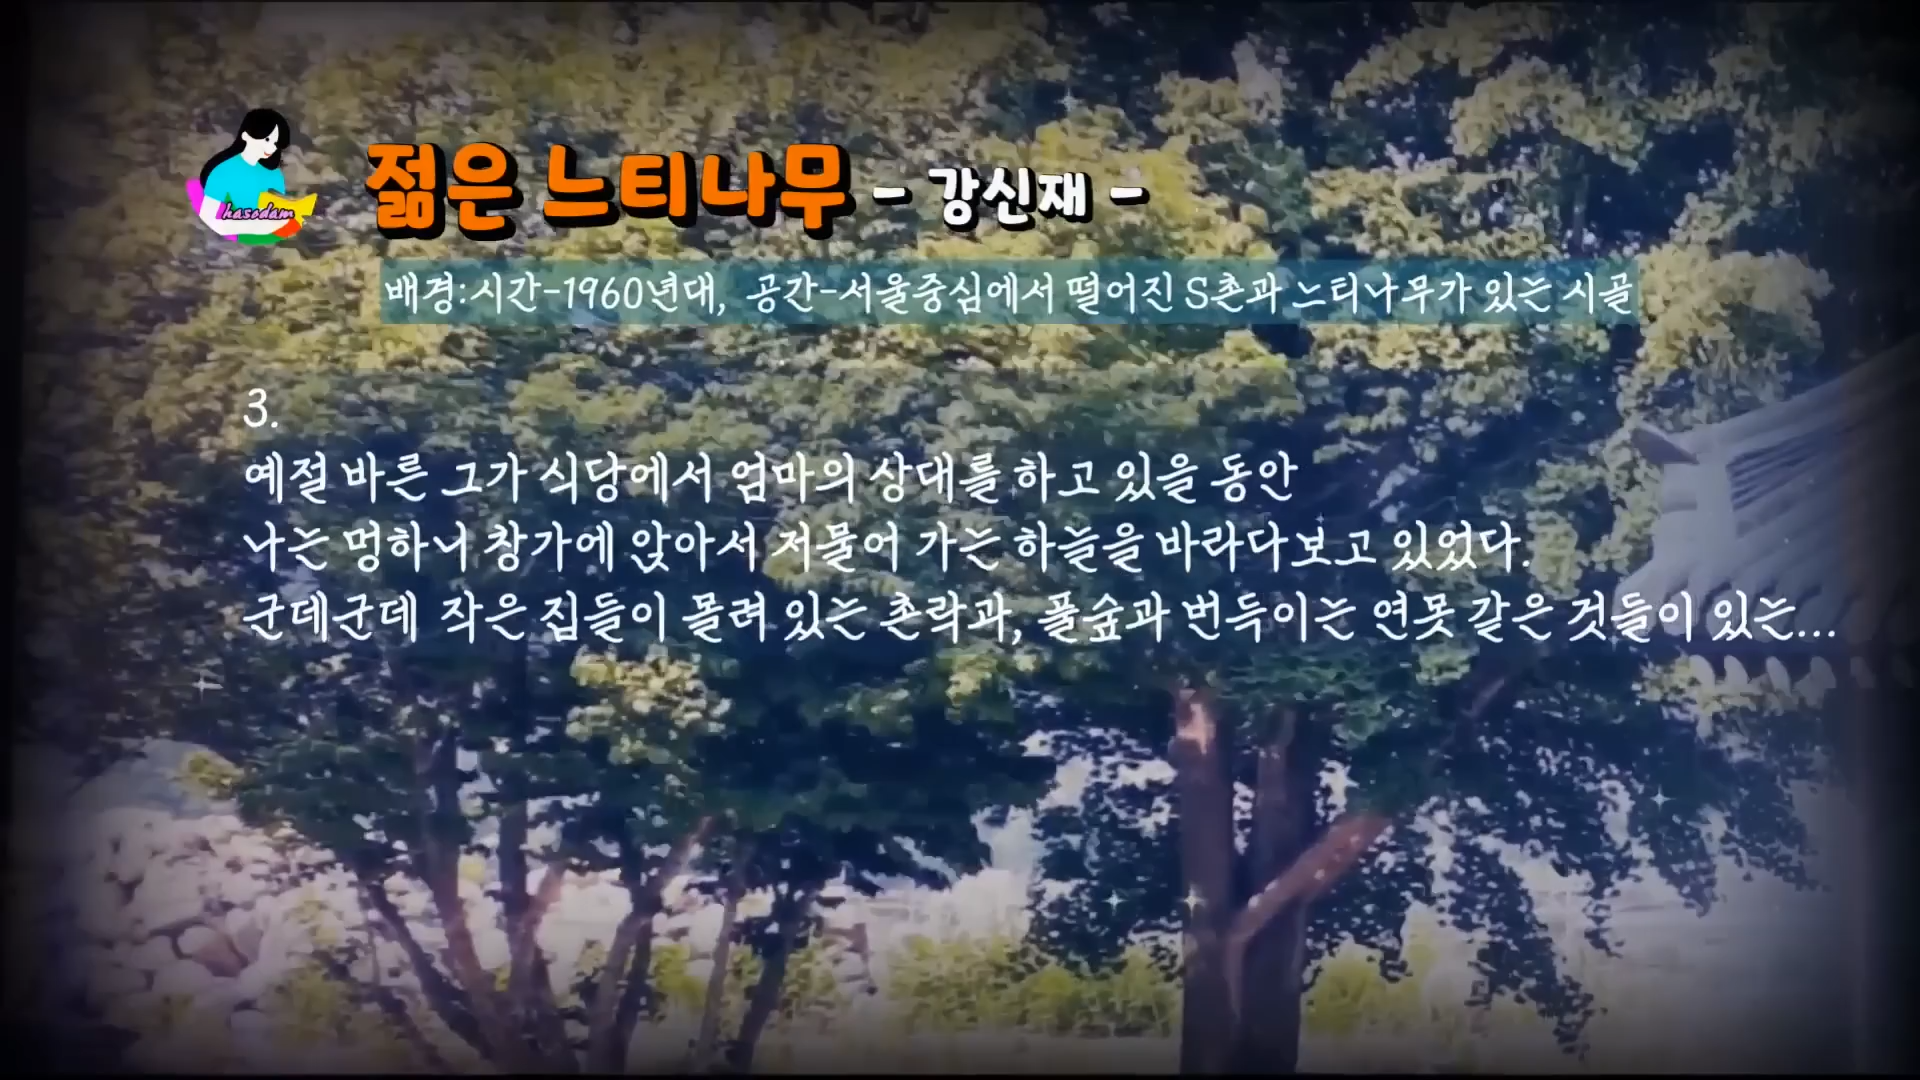 hasodam
젊은 느티나무 - 강신재 -
배경:시간-1960년대, 공간-서울중심에서 떨어진 S촌과 느티나무가 있는 시골
3.
예절 바른 그가 식당에서 엄마의 상대를 하고 있을 동안
나는 멍하니 창가에 앉아서 저물어 가는 하늘을 바라다보고 있었다.
군데군데 작은 집들이 몰려 있는 촌락과, 풀숲과 번득이는 연못 같은 것들이 있는...